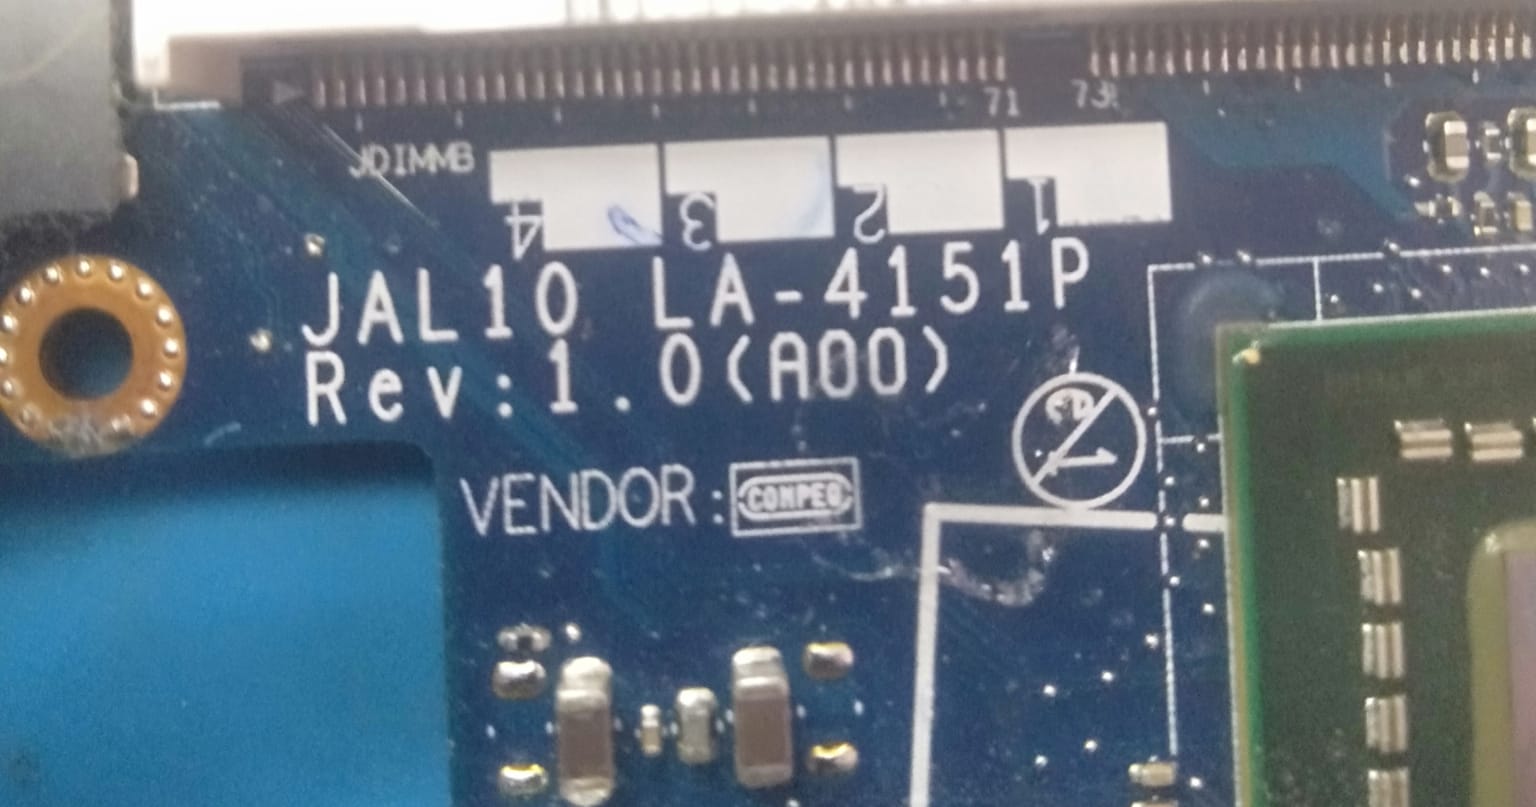 71 73
JDIMMB
4 3 2 1
JAL10 LA-4151P
Rev:1.0(A00)
VENDOR: COMPEQ